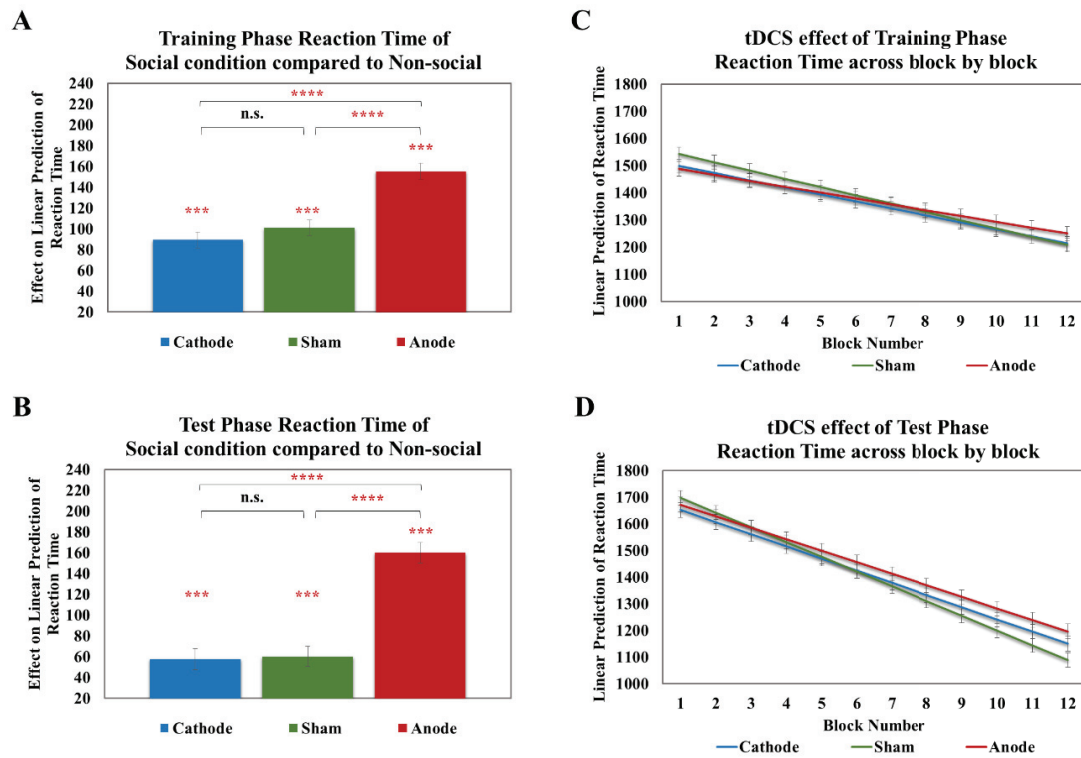 A
Training Phase Reaction Time of
Social condition compared to Non-social
Effect on Linear Prediction of
Reaction Time
240
220
200
180
160
140
120
100
80
60
40
20
****
n.s.
****
***
***
***
Cathode
Sham
Anode
B
Test Phase Reaction Time of
Social condition compared to Non-social
Effect on Linear Prediction of
Reaction Time
240
220
200
180
160
140
120
100
80
60
40
20
****
n.s.
****
***
***
***
Cathode
Sham
Anode
C
tDCS effect of Training Phase
Reaction Time across block by block
Linear Prediction of Reaction Time
1800
1700
1600
1500
1400
1300
1200
1100
1000
1 2 3 4 5 6 7 8 9 10 11 12
Block Number
Cathode
Sham
Anode
D
tDCS effect of Test Phase
Reaction Time across block by block
Linear Prediction of Reaction Time
1800
1700
1600
1500
1400
1300
1200
1100
1000
1 2 3 4 5 6 7 8 9 10 11 12
Block Number
Cathode
Sham
Anode